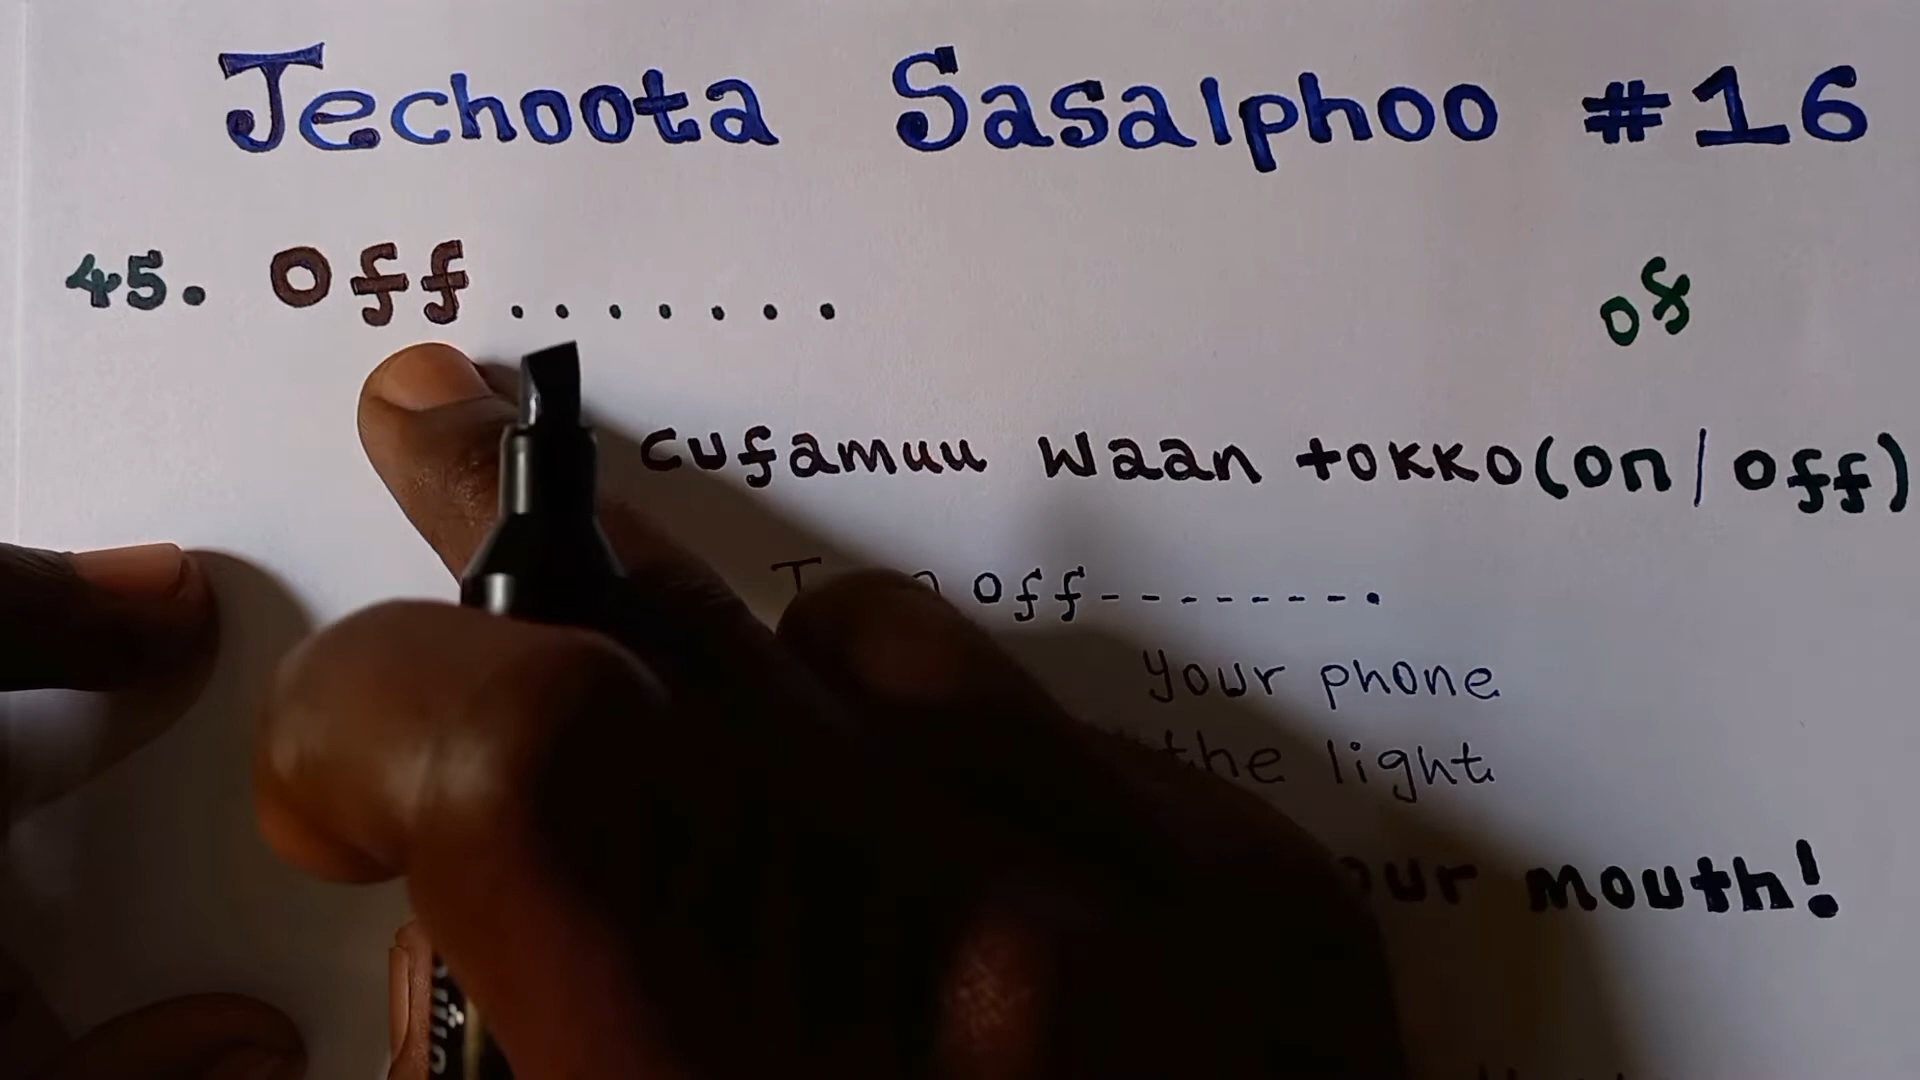 Jechoota Sasalphoo #16
45. Off.......
of
cufamuu waan tokko(on/off)
off--------.
your phone
the light
mouth!